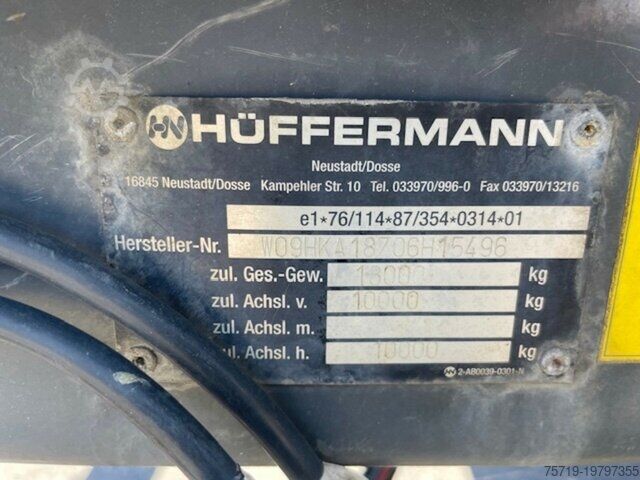 HÜFFERMANN
Neustadt/Dosse
16845 Neustadt/Dosse Kampehler Str. 10 Tel. 033970/996-0 Fax 033970/13216
e1*76/114*87/354*0314*01
Hersteller-Nr. W09HKA18706H15496
zul. Ges.-Gew. 18000 kg
zul. Achsl. v. 10000 kg
zul. Achsl. m. kg
zul. Achsl. h. 10000 kg
2-AB0039-0301-N
75719-19797355